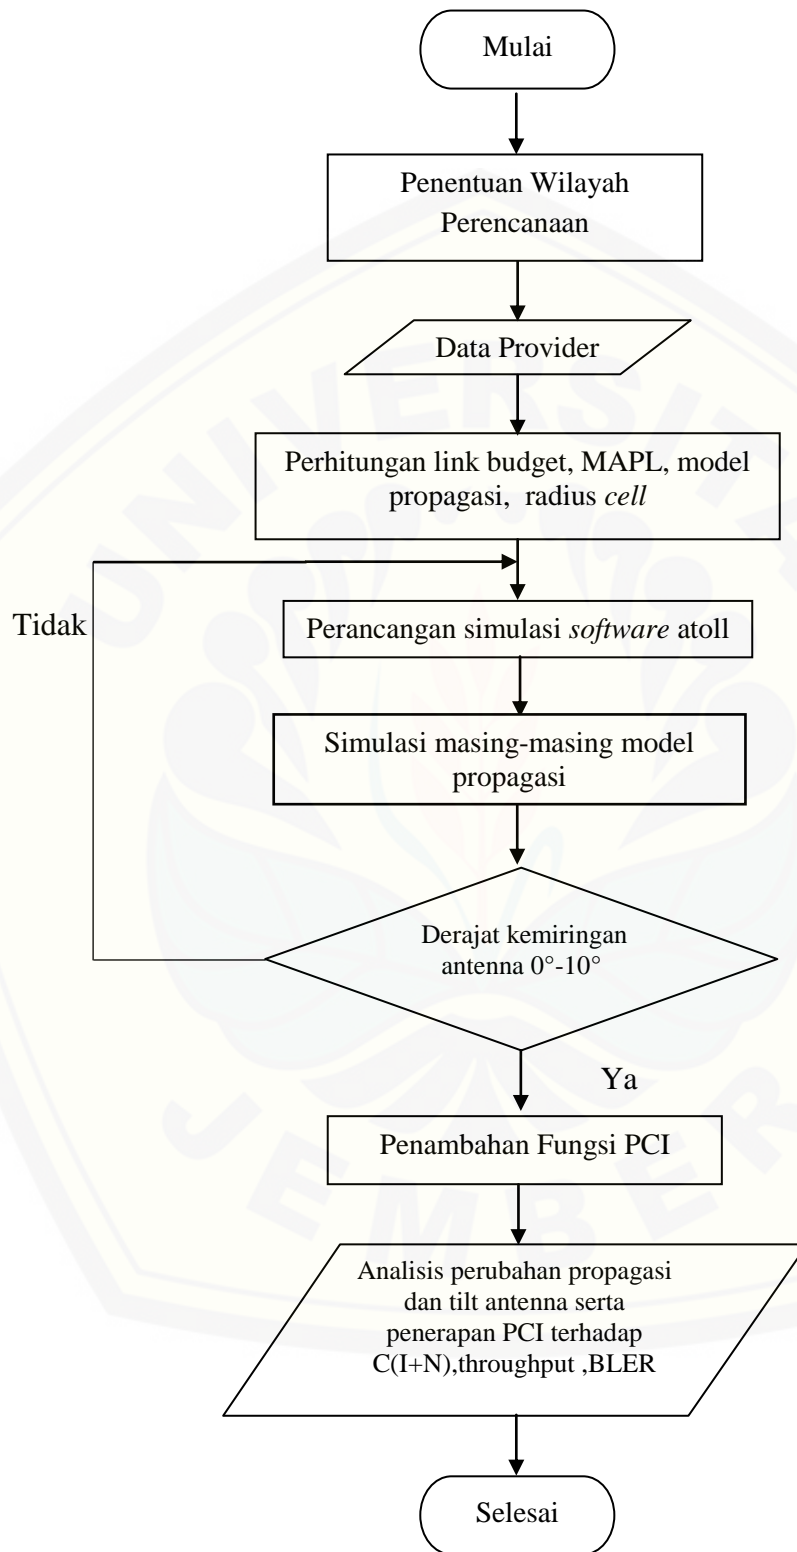 Mulai
Penentuan Wilayah
Perencanaan
Data Provider
Perhitungan link budget, MAPL, model
propagasi, radius cell
Tidak
Perancangan simulasi software atoll
Simulasi masing-masing model
propagasi
Derajat kemiringan
antenna 0°-10°
Ya
Penambahan Fungsi PCI
Analisis perubahan propagasi
dan tilt antenna serta
penerapan PCI terhadap
C(I+N),throughput ,BLER
Selesai
UNIVERSITA
JEMBER